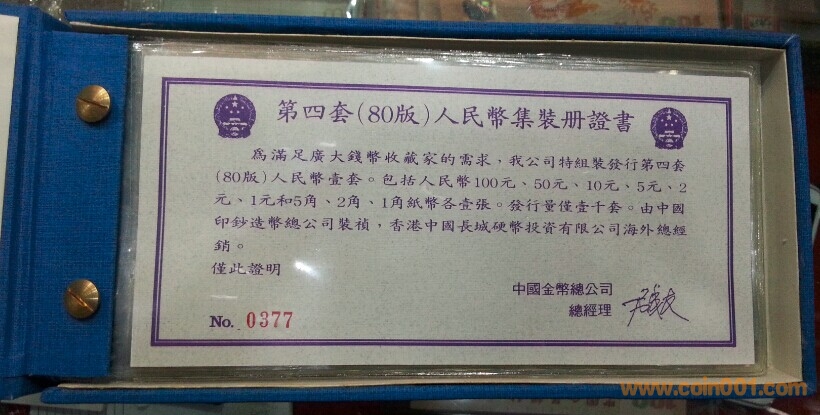 第四套(80版)人民幣集裝册證書
為滿足廣大錢幣收藏家的需求，我公司特組裝發行第四套
(80版)人民幣壹套。包括人民幣100元、50元、10元、5元、2
元、1元和5角、2角、1角紙幣各壹張。發行量僅壹千套。由中國
印鈔造幣總公司裝禎，香港中國長城硬幣投資有限公司海外總經
銷。
僅此證明
中國金幣總公司
總經理
No. 0377
www.coin001.com